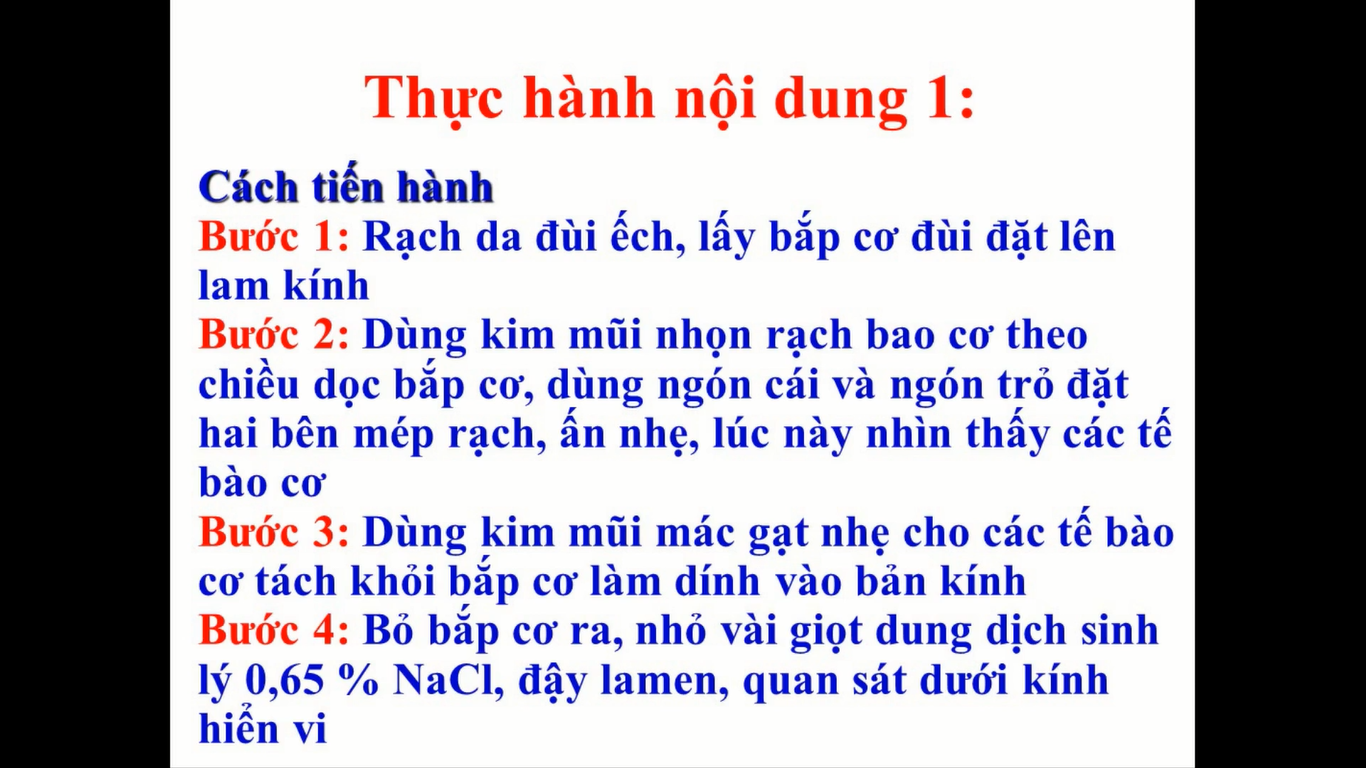 Thực hành nội dung 1:
Cách tiến hành
Bước 1: Rạch da đùi ếch, lấy bắp cơ đùi đặt lên
lam kính
Bước 2: Dùng kim mũi nhọn rạch bao cơ theo
chiều dọc bắp cơ, dùng ngón cái và ngón trỏ đặt
hai bên mép rạch, ấn nhẹ, lúc này nhìn thấy các tế
bào cơ
Bước 3: Dùng kim mũi mác gạt nhẹ cho các tế bào
cơ tách khỏi bắp cơ làm dính vào bản kính
Bước 4: Bỏ bắp cơ ra, nhỏ vài giọt dung dịch sinh
lý 0,65 % NaCl, đậy lamen, quan sát dưới kính
hiển vi